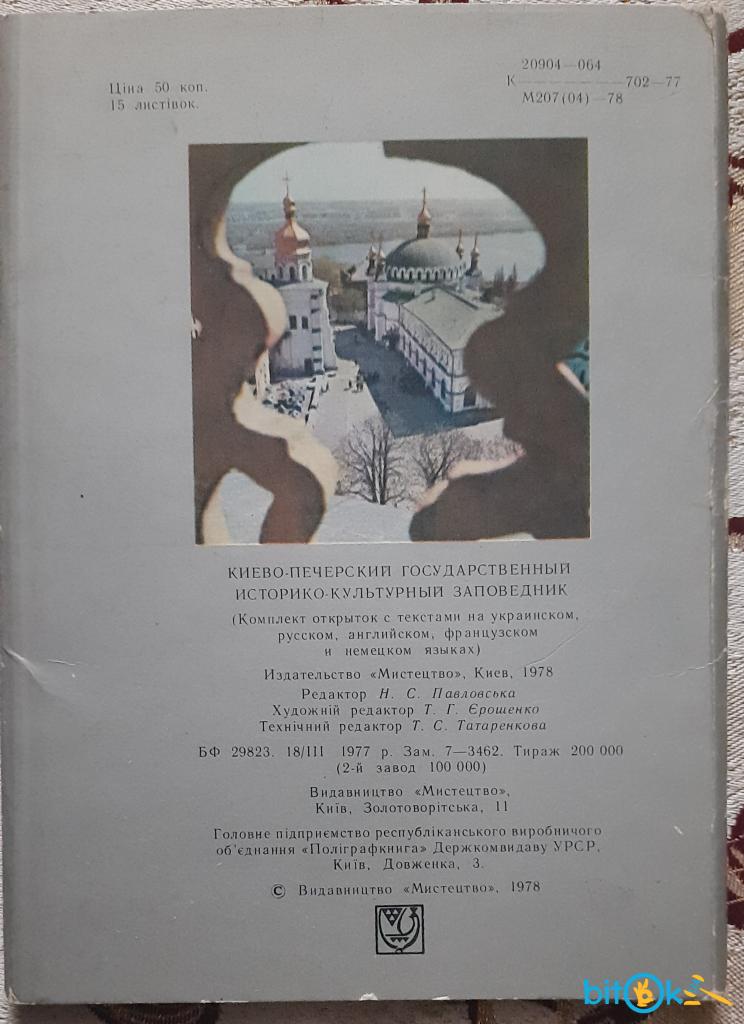 Ціна 50 коп.
15 листівок.
20904—064
К————702—77
М207(04)—78
КИЕВО-ПЕЧЕРСКИЙ ГОСУДАРСТВЕННЫЙ
ИСТОРИКО-КУЛЬТУРНЫЙ ЗАПОВЕДНИК
(Комплект открыток с текстами на украинском,
русском, английском, французском
и немецком языках)
Издательство «Мистецтво», Киев, 1978
Редактор Н. С. Павловська
Художній редактор Т. Г. Єрошенко
Технічний редактор Т. С. Татаренкова
БФ 29823. 18/III 1977 р. Зам. 7—3462. Тираж 200 000
(2-й завод 100 000)
Видавництво «Мистецтво»,
Київ, Золотоворітська, 11
Головне підприємство республіканського виробничого
об'єднання «Поліграфкнига» Держкомвидаву УРСР,
Київ, Довженка, 3.
© Видавництво «Мистецтво», 1978
bitok